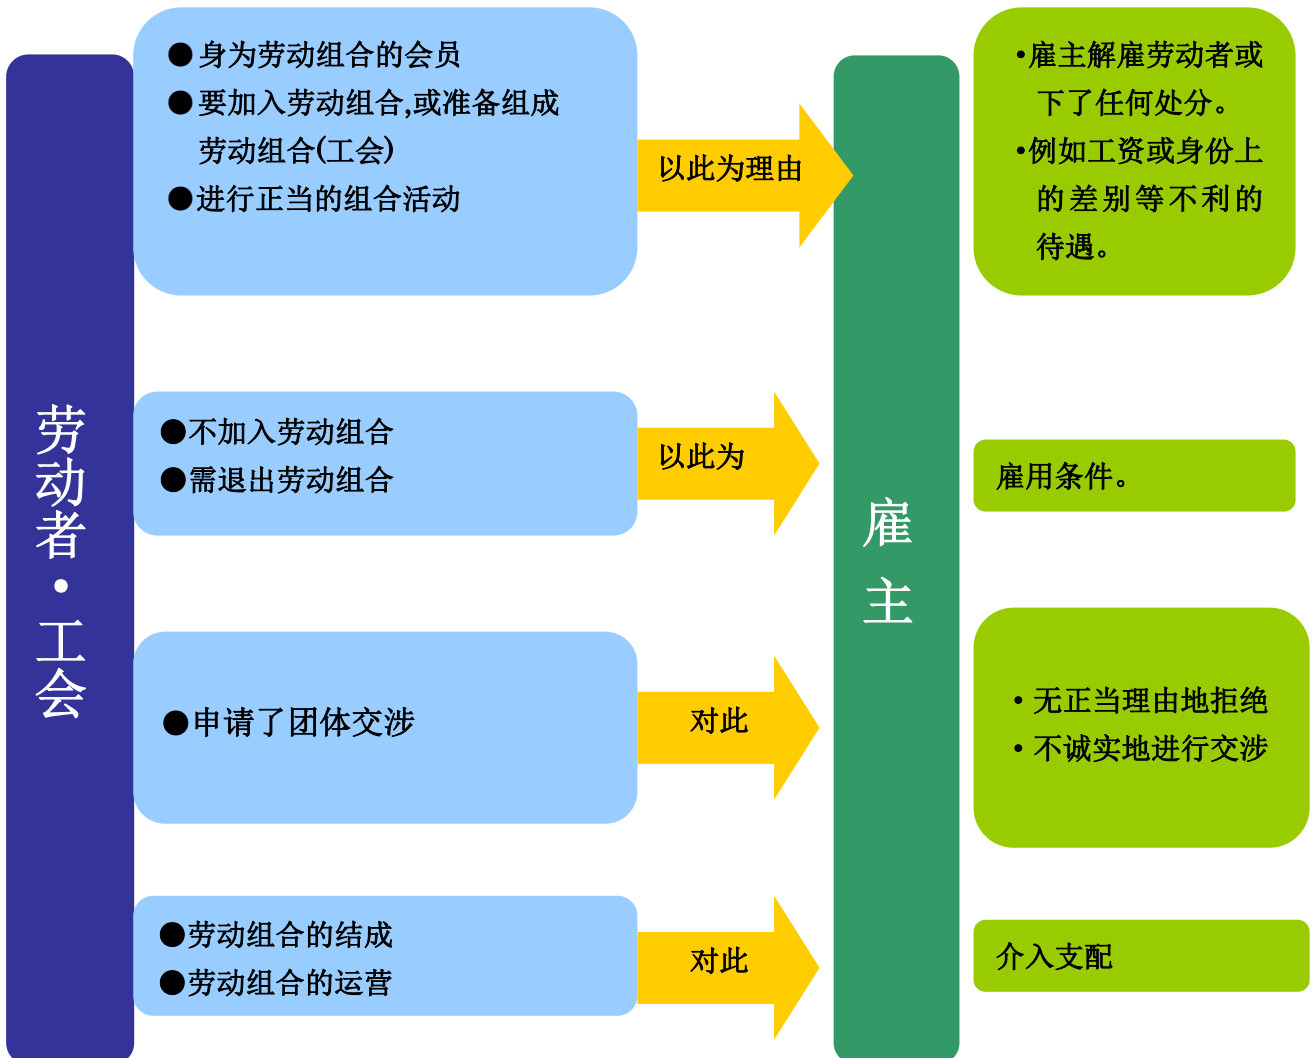 劳动者・工会
●身为劳动组合的会员
●要加入劳动组合,或准备组成
劳动组合(工会)
●进行正当的组合活动
以此为理由
雇主
•雇主解雇劳动者或
下了任何处分。
•例如工资或身份上
的差别等不利的
待遇。
●不加入劳动组合
●需退出劳动组合
以此为
雇用条件。
●申请了团体交涉
对此
• 无正当理由地拒绝
• 不诚实地进行交涉
●劳动组合的结成
●劳动组合的运营
对此
介入支配